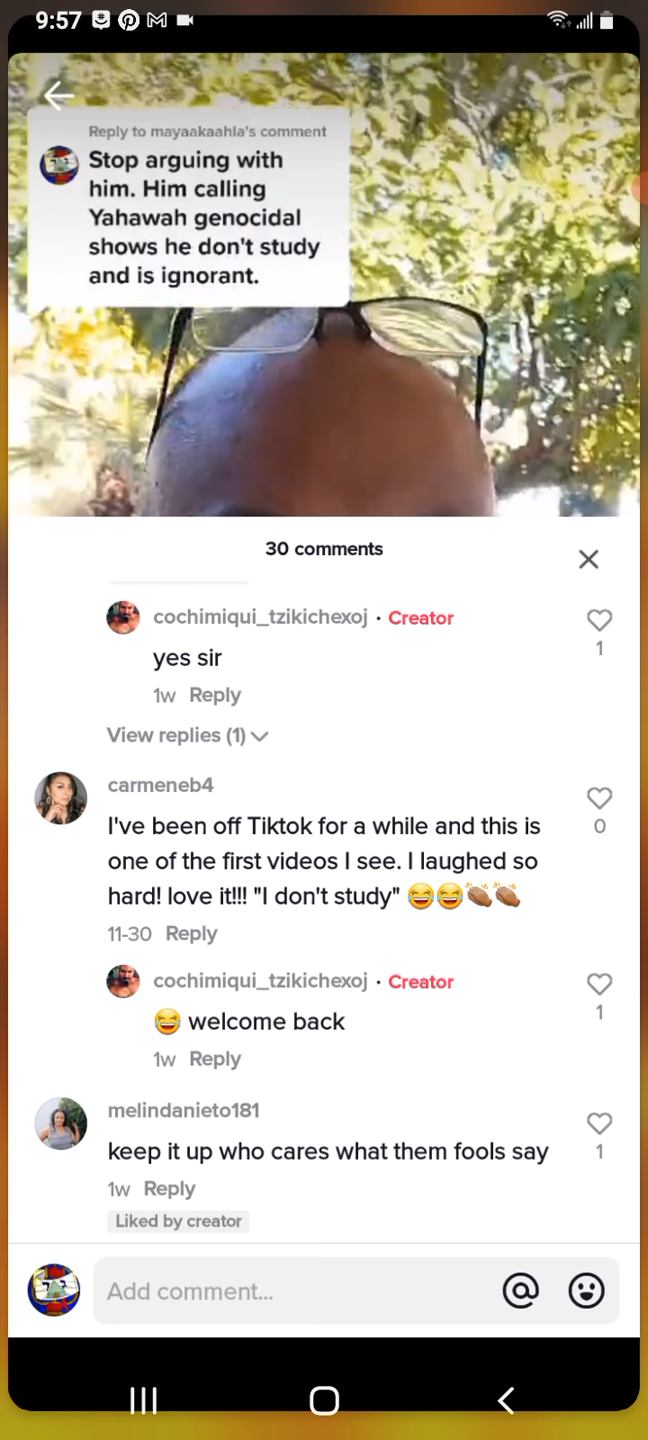 9:57
Reply to mayaakaahla's comment
Stop arguing with
him. Him calling
Yahawah genocidal
shows he don't study
and is ignorant.
30 comments
cochimiqui_tzikichexoj · Creator
yes sir
1
1w Reply
View replies (1)
carmeneb4
I've been off Tiktok for a while and this is
one of the first videos I see. I laughed so
hard! love it!!! "I don't study" 😂😂👏🏾👏🏾
0
11-30 Reply
cochimiqui_tzikichexoj · Creator
😂 welcome back
1
1w Reply
melindanieto181
keep it up who cares what them fools say
1
1w Reply
Liked by creator
Add comment...